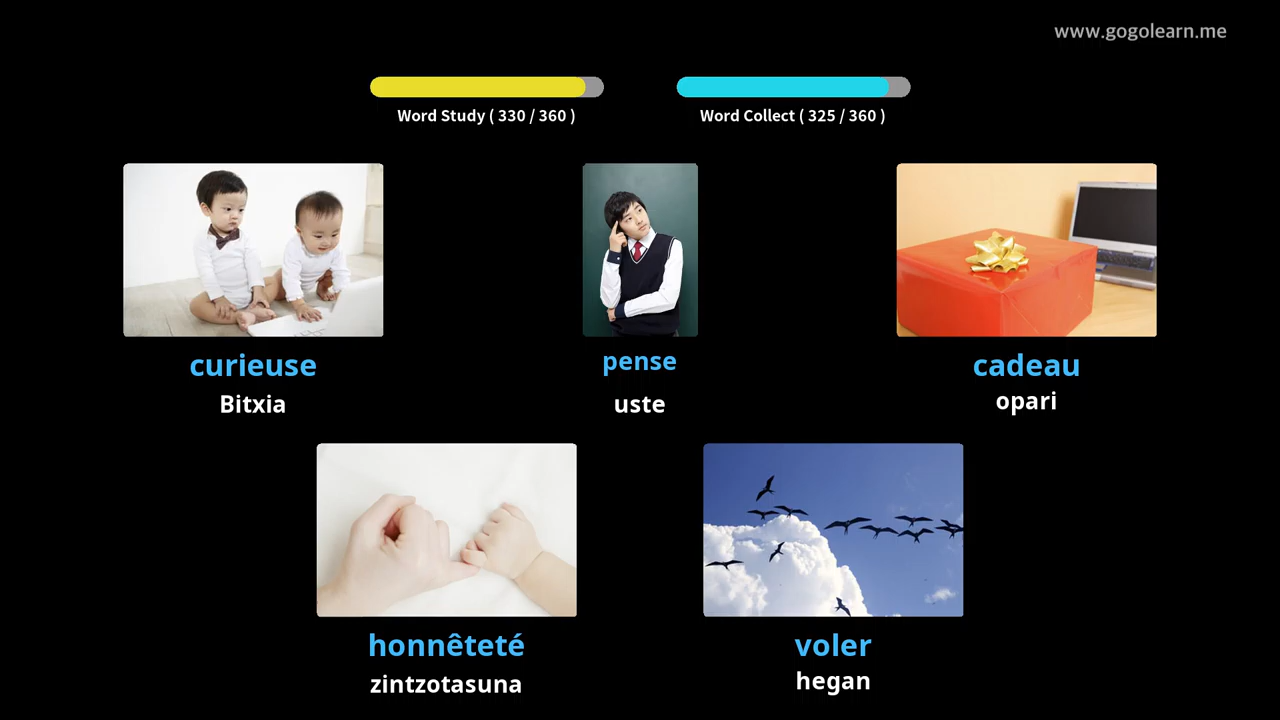 www.gogolearn.me
Word Study ( 330 / 360 )
Word Collect ( 325 / 360 )
curieuse
Bitxia
pense
uste
cadeau
opari
honnêteté
zintzotasuna
voler
hegan